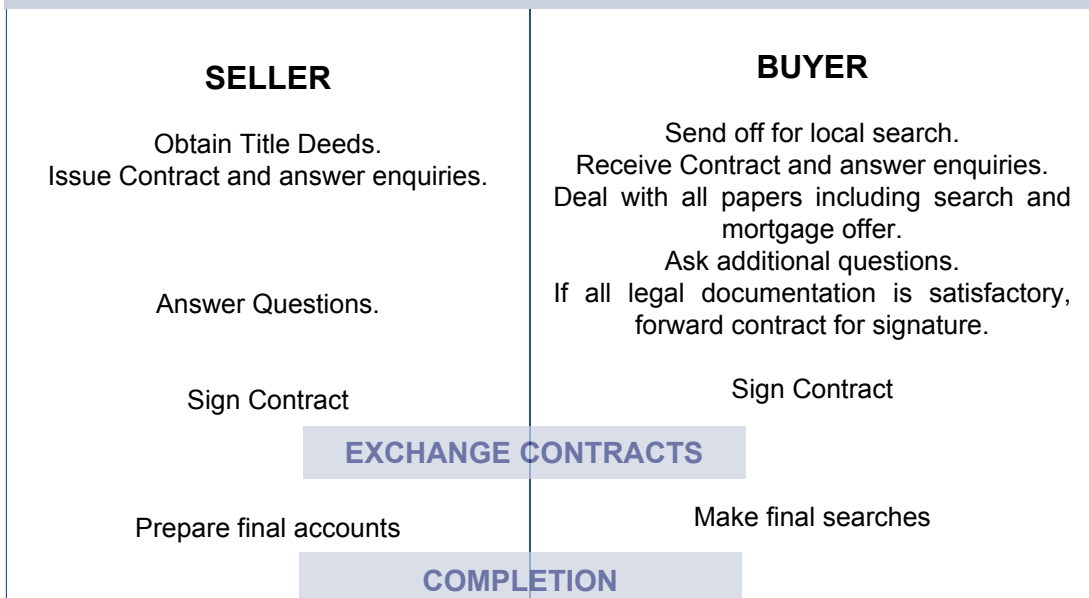 SELLER
Obtain Title Deeds.
Issue Contract and answer enquiries.
Answer Questions.
Sign Contract
BUYER
Send off for local search.
Receive Contract and answer enquiries.
Deal with all papers including search and
mortgage offer.
Ask additional questions.
If all legal documentation is satisfactory,
forward contract for signature.
Sign Contract
EXCHANGE CONTRACTS
Prepare final accounts
Make final searches
COMPLETION